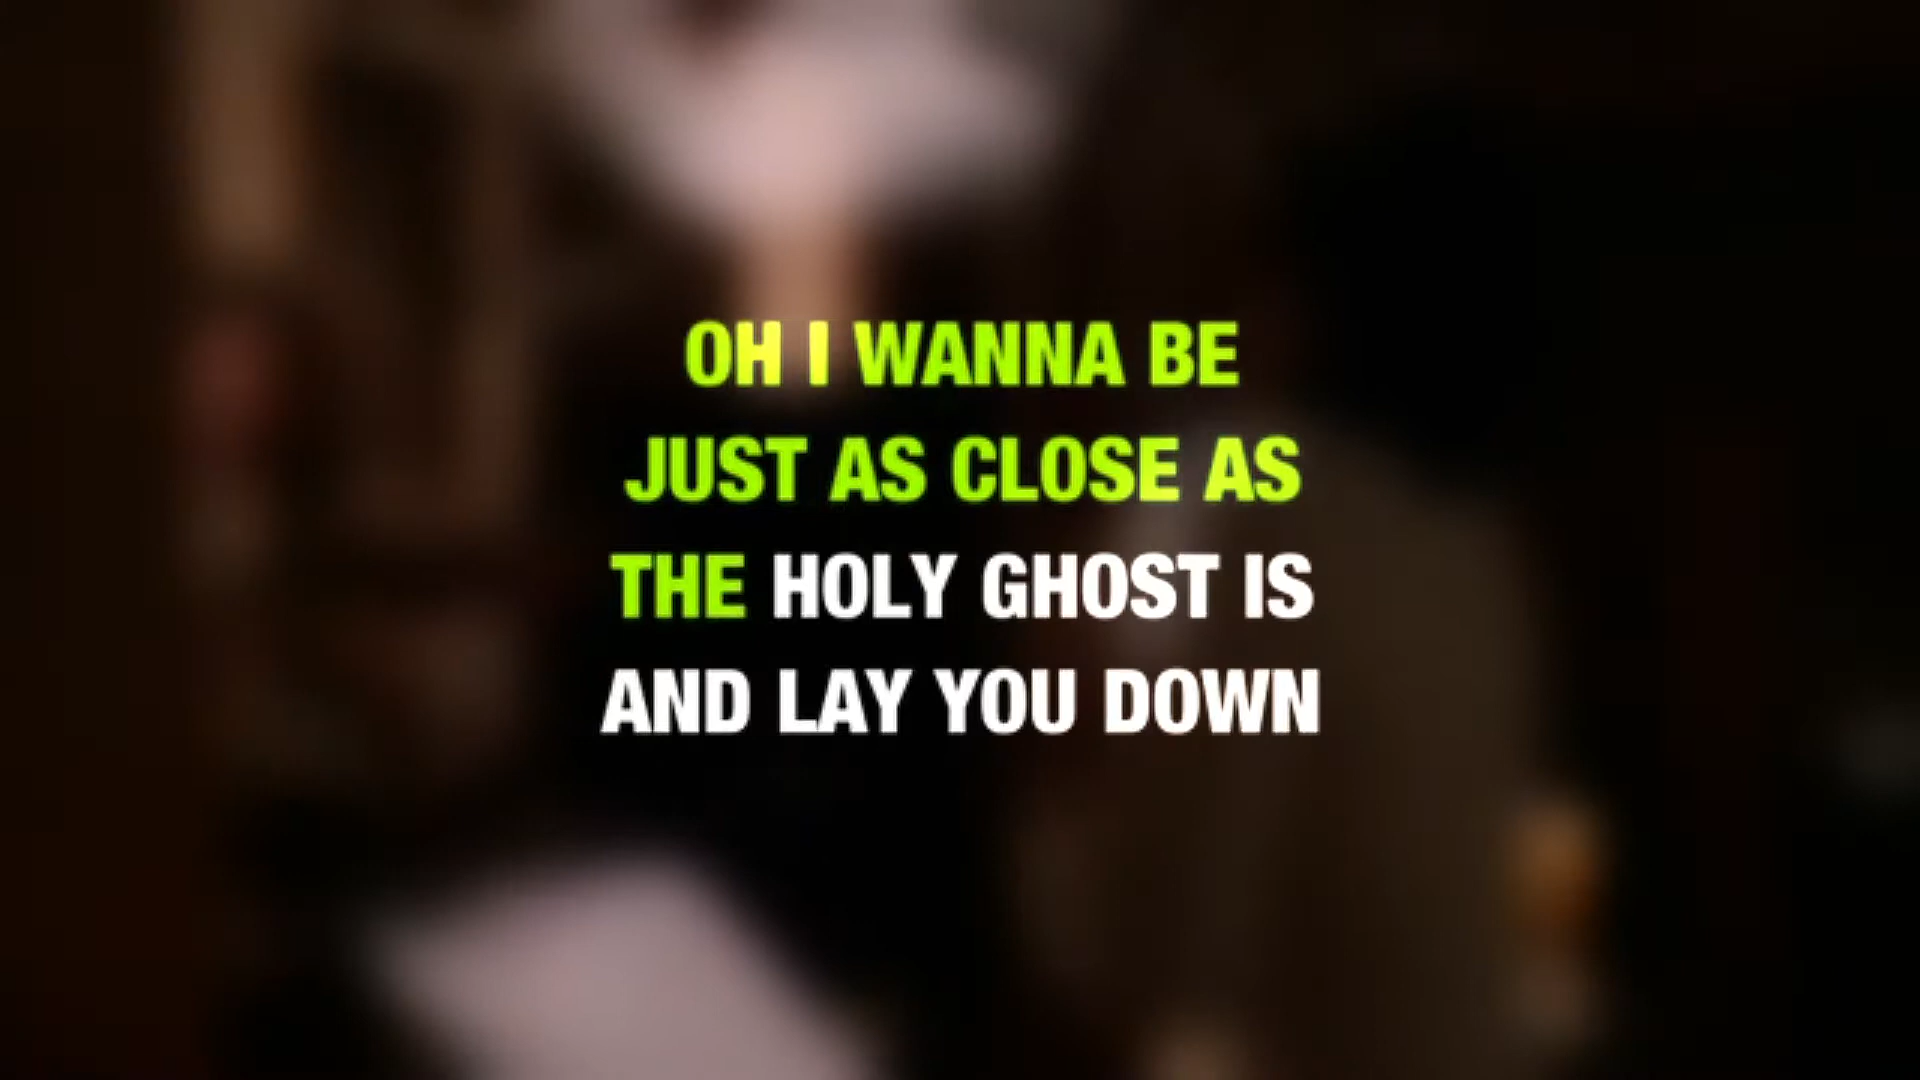 OH I WANNA BE
JUST AS CLOSE AS
THE HOLY GHOST IS
AND LAY YOU DOWN